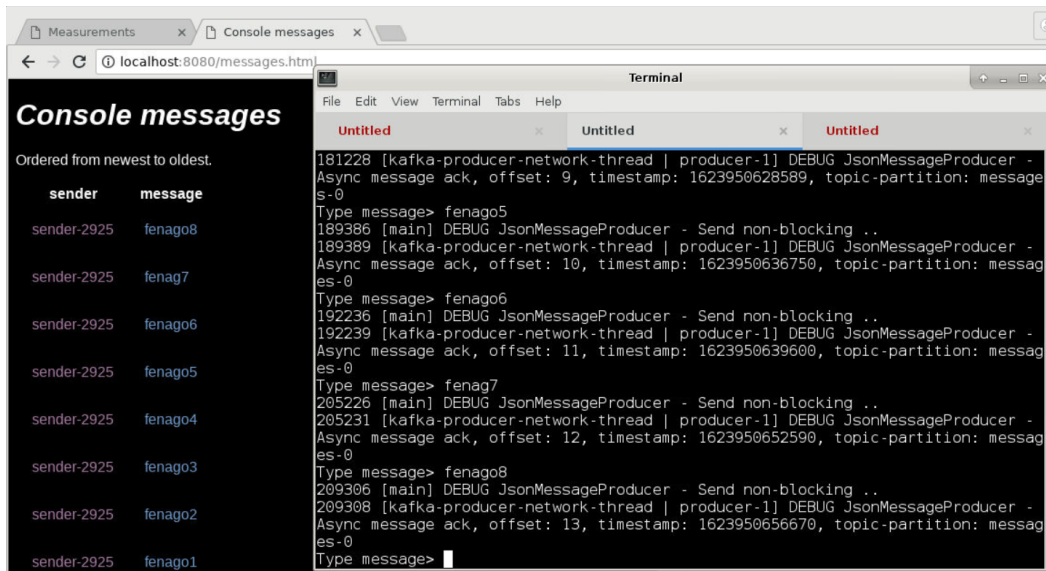 Measurements
Console messages
localhost:8080/messages.html
Console messages
Ordered from newest to oldest.
sender message
sender-2925 fenago8
sender-2925 fenag7
sender-2925 fenago6
sender-2925 fenago5
sender-2925 fenago4
sender-2925 fenago3
sender-2925 fenago2
sender-2925 fenago1
Terminal
File Edit View Terminal Tabs Help
Untitled Untitled Untitled
181228 [kafka-producer-network-thread | producer-1] DEBUG JsonMessageProducer -
Async message ack, offset: 9, timestamp: 1623950628589, topic-partition: message
s-0
Type message> fenago5
189386 [main] DEBUG JsonMessageProducer - Send non-blocking ..
189389 [kafka-producer-network-thread | producer-1] DEBUG JsonMessageProducer -
Async message ack, offset: 10, timestamp: 1623950636750, topic-partition: messag
es-0
Type message> fenago6
192236 [main] DEBUG JsonMessageProducer - Send non-blocking ..
192239 [kafka-producer-network-thread | producer-1] DEBUG JsonMessageProducer -
Async message ack, offset: 11, timestamp: 1623950639600, topic-partition: messag
es-0
Type message> fenag7
205226 [main] DEBUG JsonMessageProducer - Send non-blocking ..
205231 [kafka-producer-network-thread | producer-1] DEBUG JsonMessageProducer -
Async message ack, offset: 12, timestamp: 1623950652590, topic-partition: messag
es-0
Type message> fenago8
209306 [main] DEBUG JsonMessageProducer - Send non-blocking ..
209308 [kafka-producer-network-thread | producer-1] DEBUG JsonMessageProducer -
Async message ack, offset: 13, timestamp: 1623950656670, topic-partition: messag
es-0
Type message>